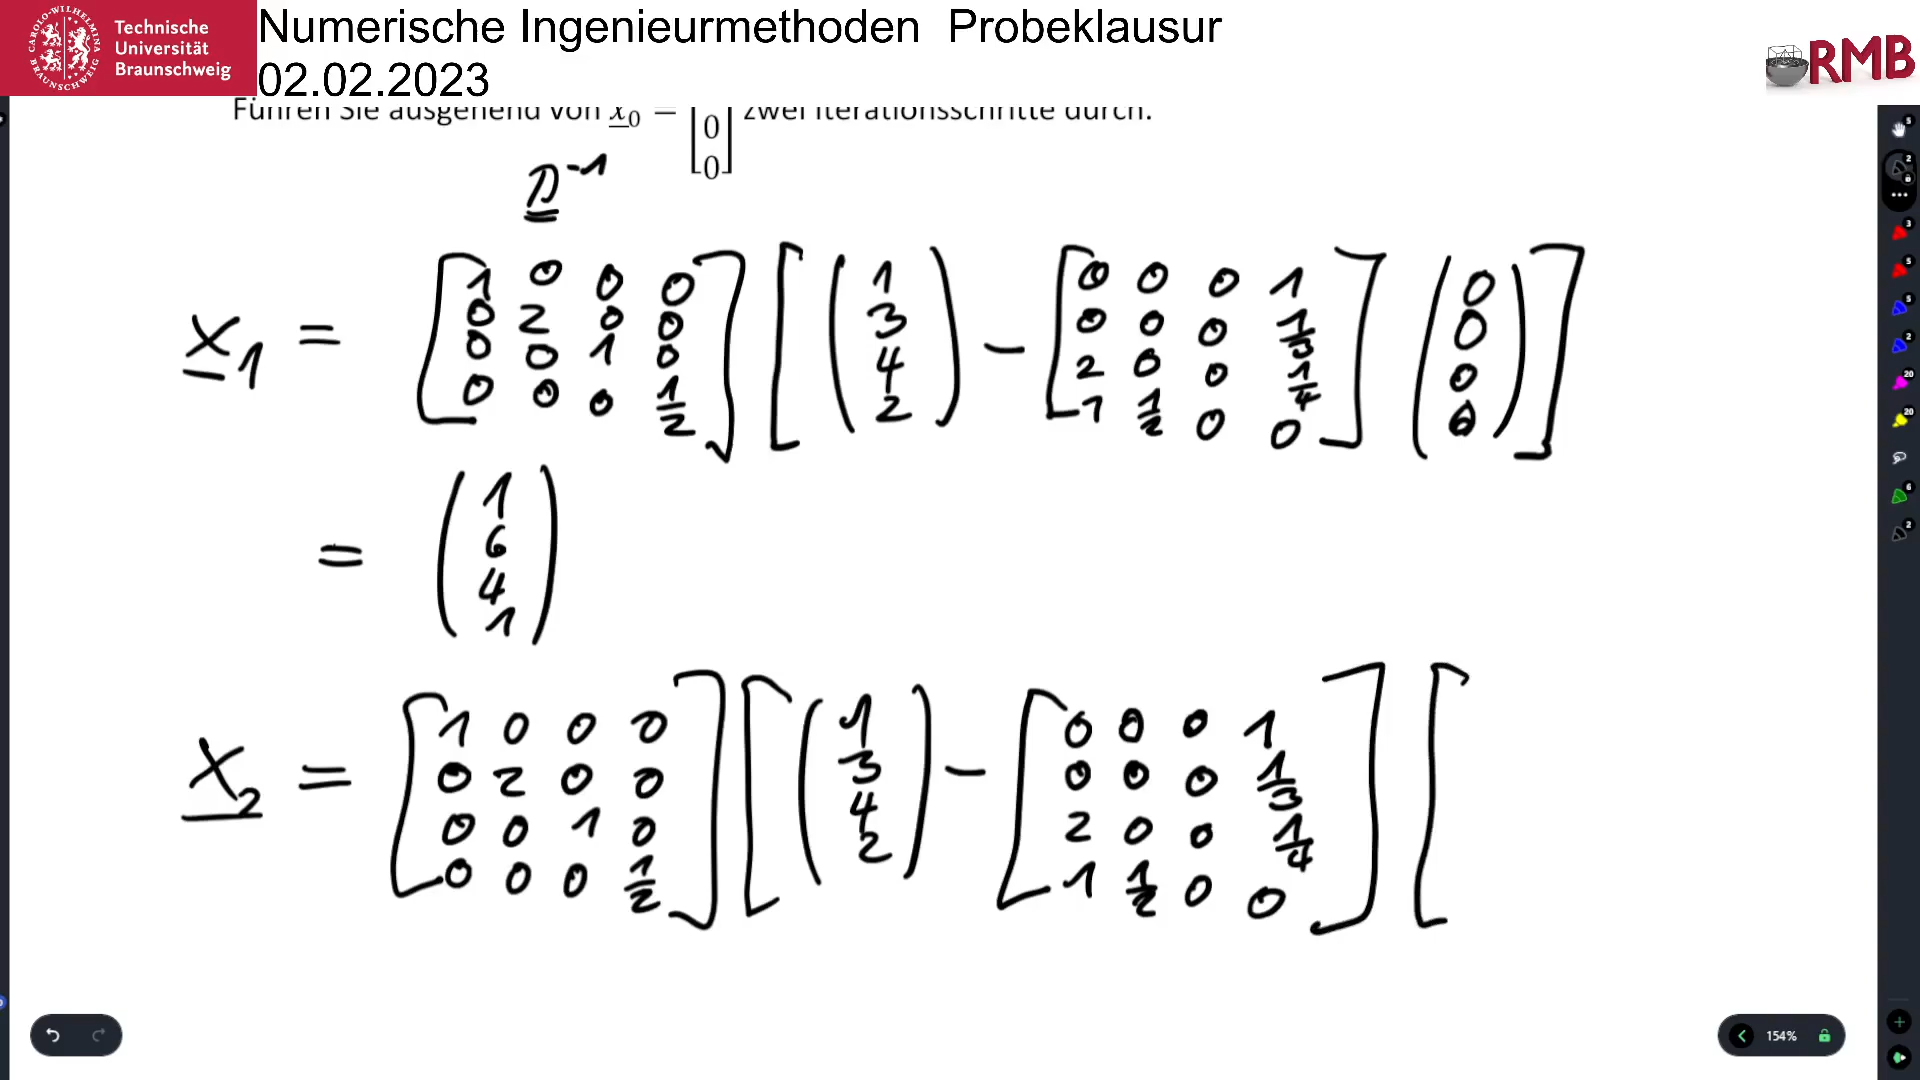 Technische
Universität
Braunschweig
Numerische Ingenieurmethoden Probeklausur
02.02.2023
RMB
Führen Sie ausgehend von x0 = [0 0] zwei Iterationsschritte durch.
D^-1
x1 = [1 0 0 0; 0 2 0 0; 0 0 1 0; 0 0 0 1/2] [(1 3 4 2) - [0 0 0 1; 0 0 0 1/3; 2 0 0 1/4; 1 1/2 0 0] (0 0 0 0)]
= (1 6 4 1)
x2 = [1 0 0 0; 0 2 0 0; 0 0 1 0; 0 0 0 1/2] [(1 3 4 2) - [0 0 0 1; 0 0 0 1/3; 2 0 0 1/4; 1 1/2 0 0] [
154%